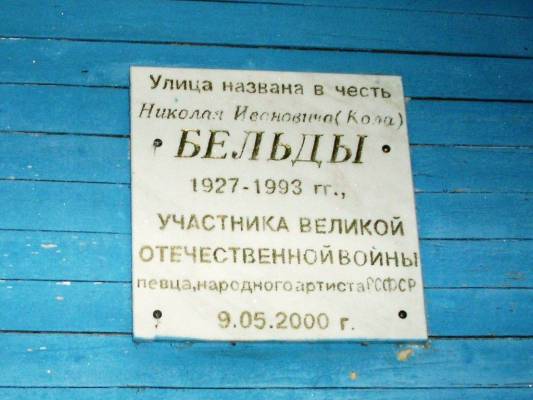 Улица названа в честь
Николая Ивановича(Кола)
БЕЛЬДЫ
1927-1993 гг.,
УЧАСТНИКА ВЕЛИКОЙ
ОТЕЧЕСТВЕННОЙ ВОЙНЫ
певца,народного артиста РСФСР
9.05.2000 г.